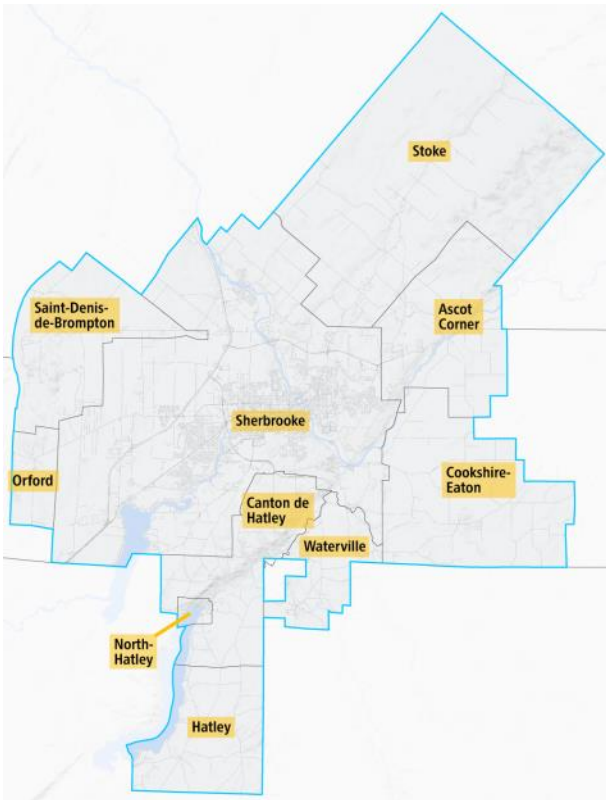 Stoke
Saint-Denis-
de-Brompton
Ascot
Corner
Sherbrooke
Orford
Cookshire-
Eaton
Canton de
Hatley
Waterville
North-
Hatley
Hatley